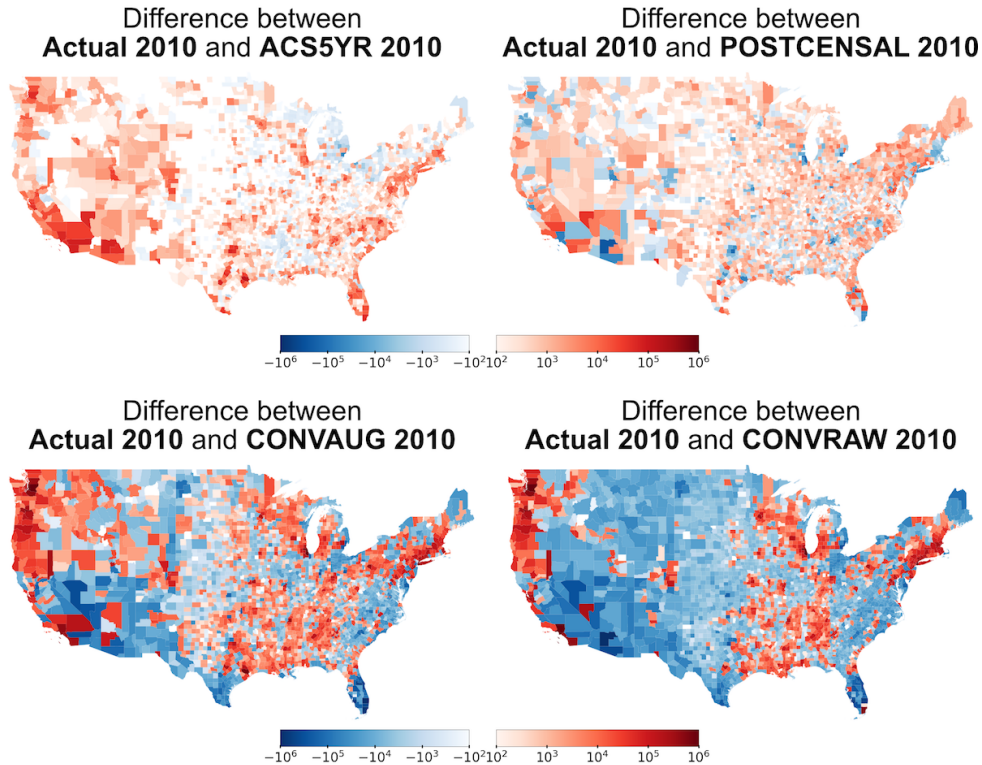 Difference between
Actual 2010 and ACS5YR 2010
Difference between
Actual 2010 and POSTCENSAL 2010
−10⁶ −10⁵ −10⁴ −10³ −10² 10² 10³ 10⁴ 10⁵ 10⁶
Difference between
Actual 2010 and CONVAUG 2010
Difference between
Actual 2010 and CONVRAW 2010
−10⁶ −10⁵ −10⁴ −10³ −10² 10² 10³ 10⁴ 10⁵ 10⁶